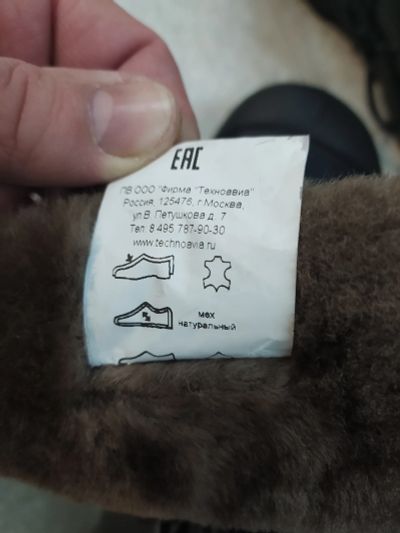 ЕАС
ПВ ООО "Фирма "Техноавиа"
Россия, 125476, г.Москва,
ул.В. Петушкова д. 7
Тел. 8 495 787-90-30
www.technoavia.ru
мех
натуральный